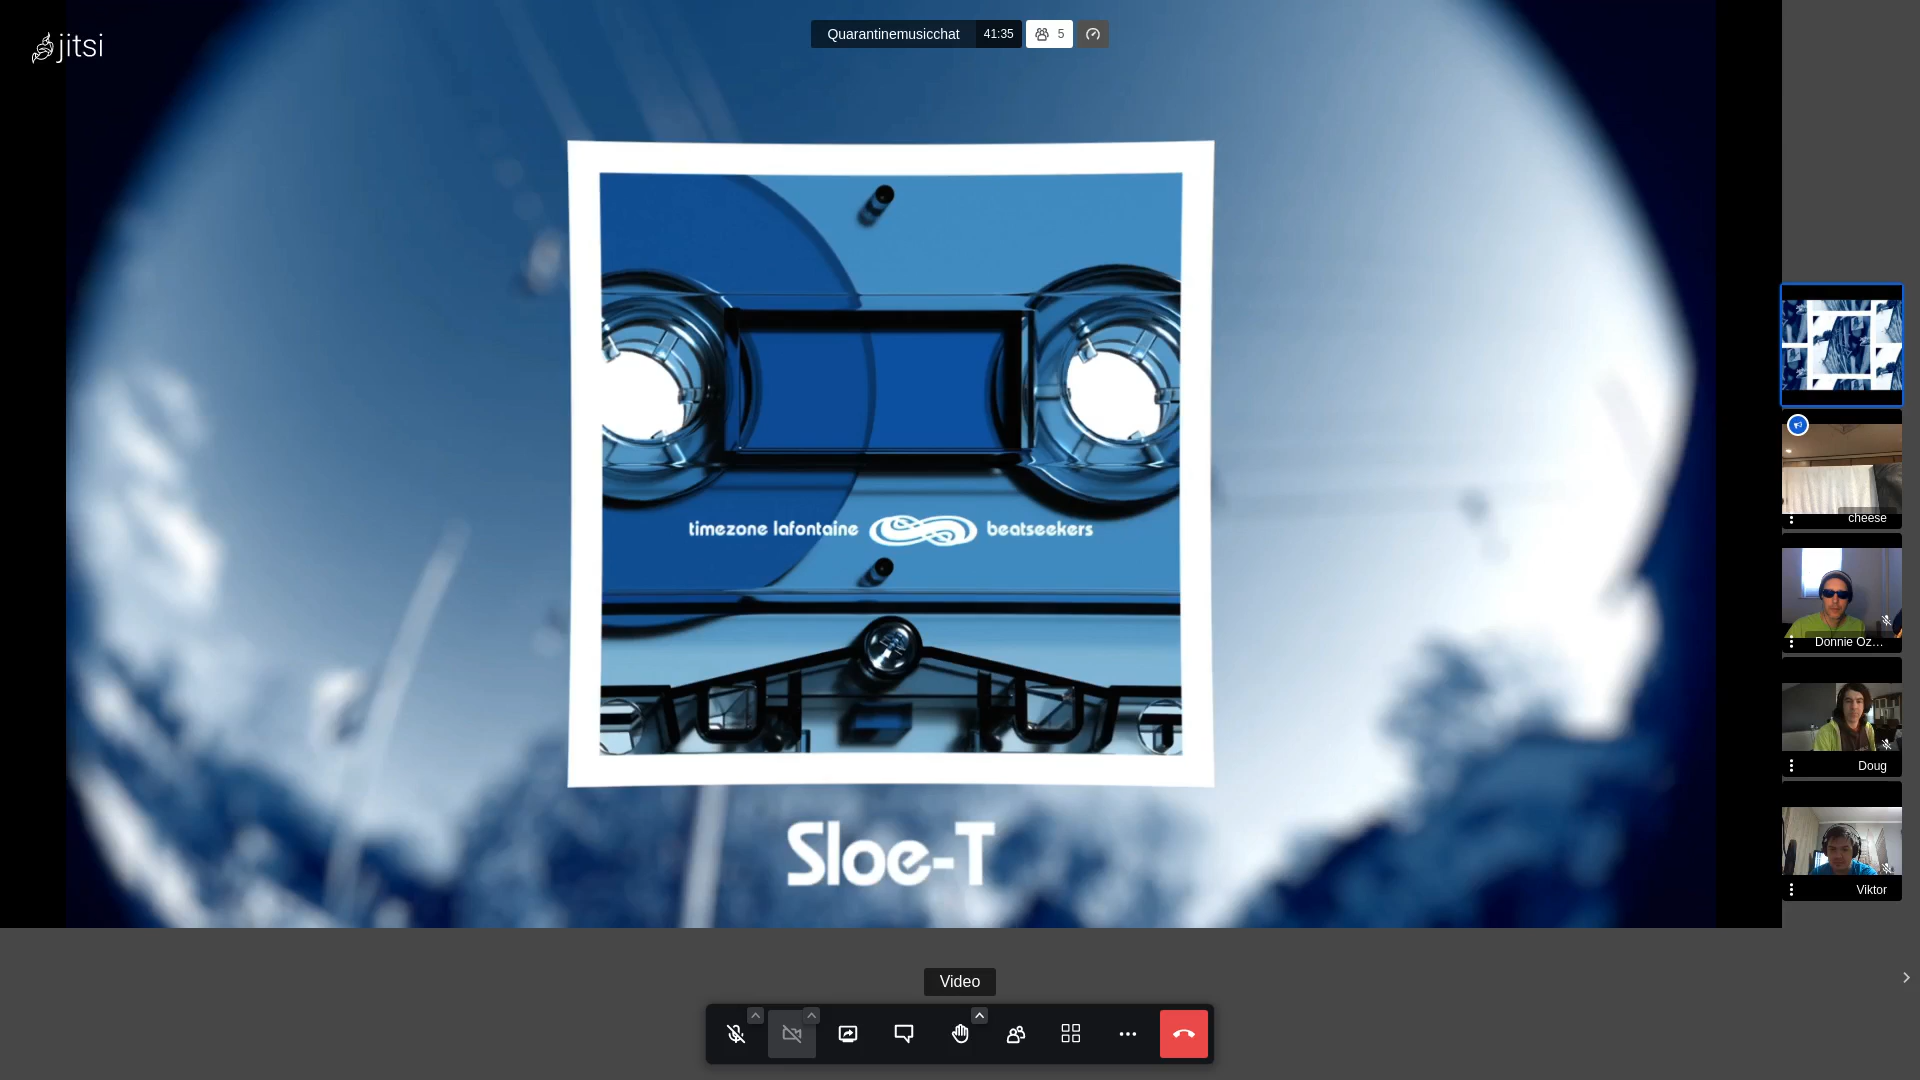 jitsi
Quarantinemusicchat 41:35 5
timezone lafontaine beatseekers
Sloe-T
cheese
Donnie Oz...
Doug
Viktor
Video